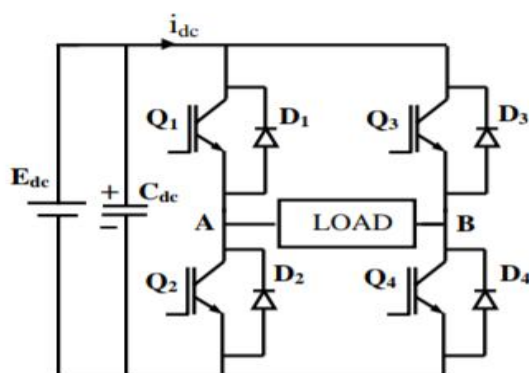 i_dc
Q₁
D₁
Q₃
D₃
E_dc
+
C_dc
−
A
LOAD
B
Q₂
D₂
Q₄
D₄